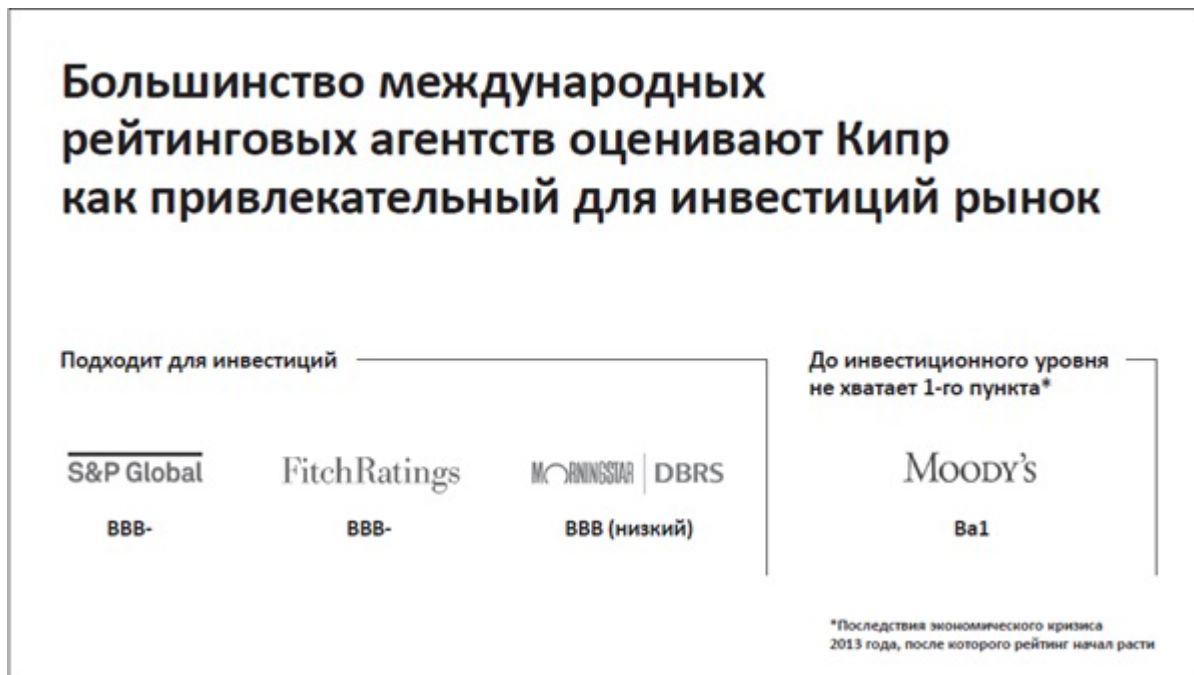 Большинство международных
рейтинговых агентств оценивают Кипр
как привлекательный для инвестиций рынок
Подходит для инвестиций
До инвестиционного уровня
не хватает 1-го пункта*
S&P Global
FitchRatings
MORNINGSTAR | DBRS
Moody's
BBB-
BBB-
BBB (низкий)
Ba1
*Последствия экономического кризиса
2013 года, после которого рейтинг начал расти